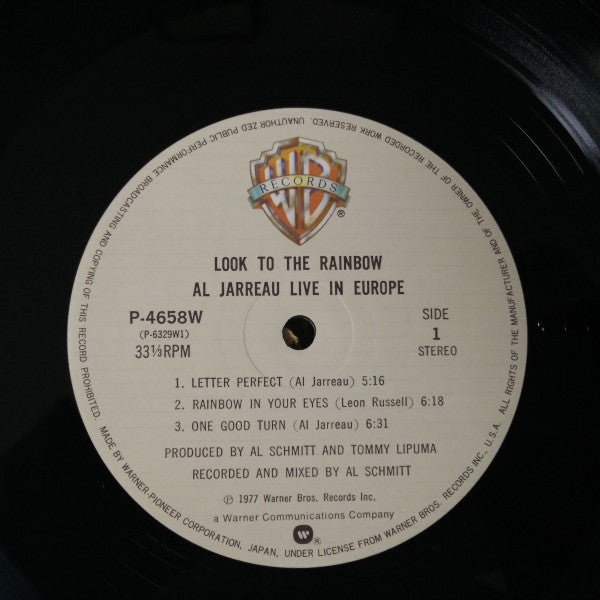 WB
RECORDS
®
LOOK TO THE RAINBOW
AL JARREAU LIVE IN EUROPE
P-4658W
(P-6329W1)
33⅓RPM
SIDE
1
STEREO
1. LETTER PERFECT (Al Jarreau) 5:16
2. RAINBOW IN YOUR EYES (Leon Russell) 6:18
3. ONE GOOD TURN (Al Jarreau) 6:31
PRODUCED BY AL SCHMITT AND TOMMY LIPUMA
RECORDED AND MIXED BY AL SCHMITT
℗ 1977 Warner Bros. Records Inc.
a Warner Communications Company
®
MADE BY WARNER-PIONEER CORPORATION, JAPAN, UNDER LICENSE FROM WARNER BROS. RECORDS INC., U.S.A. ALL RIGHTS OF THE MANUFACTURER AND OF THE OWNER OF THE RECORDED WORK RESERVED. UNAUTHORIZED PUBLIC PERFORMANCE BROADCASTING AND COPYING OF THIS RECORD PROHIBITED.